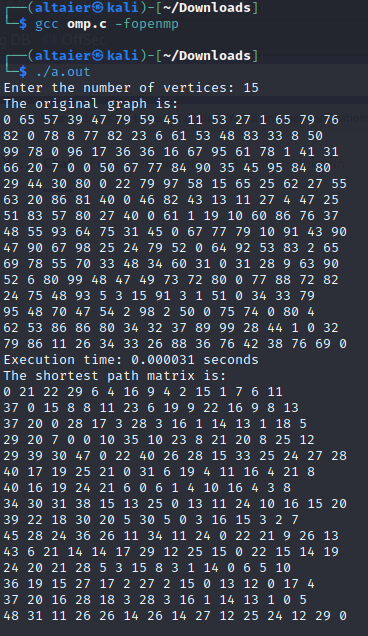 ┌──(altaier㉿kali)-[~/Downloads]
└─$ gcc omp.c -fopenmp
┌──(altaier㉿kali)-[~/Downloads]
└─$ ./a.out
Enter the number of vertices: 15
The original graph is:
0 65 57 39 47 79 59 45 11 53 27 1 65 79 76
82 0 78 8 77 82 23 6 61 53 48 83 33 8 50
99 78 0 96 17 36 36 16 67 95 61 78 1 41 31
66 20 7 0 0 50 67 77 84 90 35 45 95 84 80
29 44 30 80 0 22 79 97 58 15 65 25 62 27 55
63 20 86 81 40 0 46 82 43 13 11 27 4 47 25
51 83 57 80 27 40 0 61 1 19 10 60 86 76 37
48 55 93 64 75 31 45 0 67 77 79 10 91 43 90
47 90 67 98 25 24 79 52 0 64 92 53 83 2 65
69 78 55 70 33 48 34 60 31 0 31 28 9 63 90
52 6 80 99 48 47 49 73 72 80 0 77 88 72 82
24 75 48 93 5 3 15 91 3 1 51 0 34 33 79
95 48 70 47 54 2 98 2 50 0 75 74 0 80 4
62 53 86 86 80 34 32 37 89 99 28 44 1 0 32
79 86 11 26 34 33 26 88 36 76 42 38 76 69 0
Execution time: 0.000031 seconds
The shortest path matrix is:
0 21 22 29 6 4 16 9 4 2 15 1 7 6 11
37 0 15 8 8 11 23 6 19 9 22 16 9 8 13
37 20 0 28 17 3 28 3 16 1 14 13 1 18 5
29 20 7 0 0 10 35 10 23 8 21 20 8 25 12
29 39 30 47 0 22 40 26 28 15 33 25 24 27 28
40 17 19 25 21 0 31 6 19 4 11 16 4 21 8
40 16 19 24 21 6 0 6 1 4 10 16 4 3 8
34 30 31 38 15 13 25 0 13 11 24 10 16 15 20
39 22 18 30 20 5 30 5 0 3 16 15 3 2 7
45 28 24 36 26 11 34 11 24 0 22 21 9 26 13
43 6 21 14 14 17 29 12 25 15 0 22 15 14 19
24 20 21 28 5 3 15 8 3 1 14 0 6 5 10
36 19 15 27 17 2 27 2 15 0 13 12 0 17 4
37 20 16 28 18 3 28 3 16 1 14 13 1 0 5
48 31 11 26 26 14 26 14 27 12 25 24 12 29 0